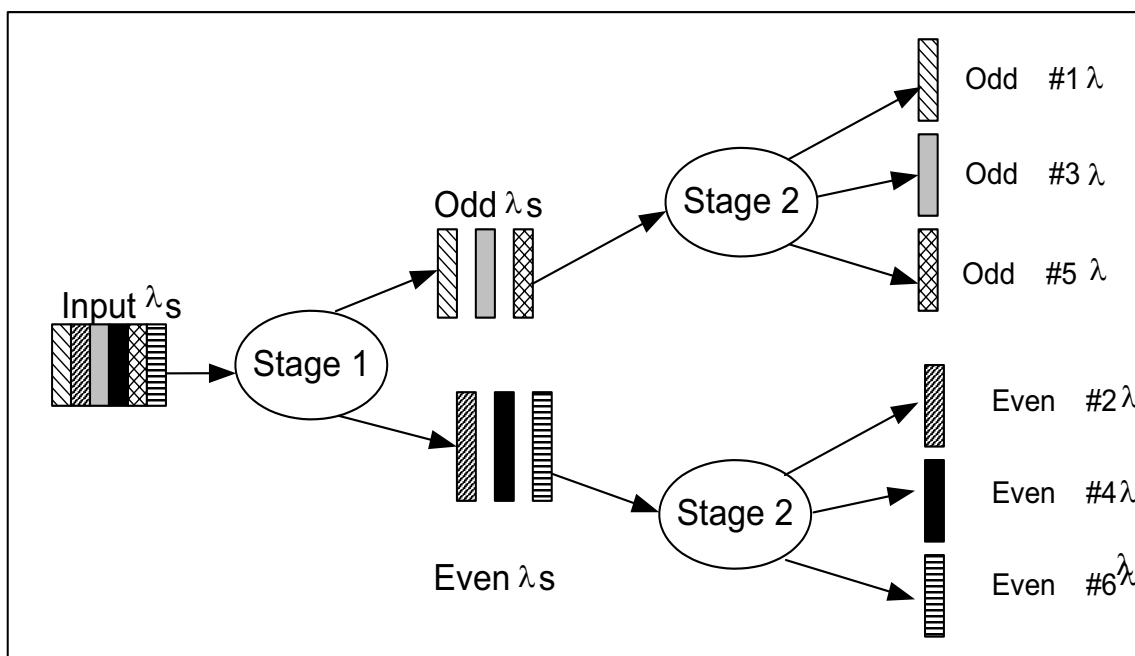 Input λs
Stage 1
Odd λs
Even λs
Stage 2
Odd #1 λ
Odd #3 λ
Odd #5 λ
Stage 2
Even #2 λ
Even #4 λ
Even #6 λ